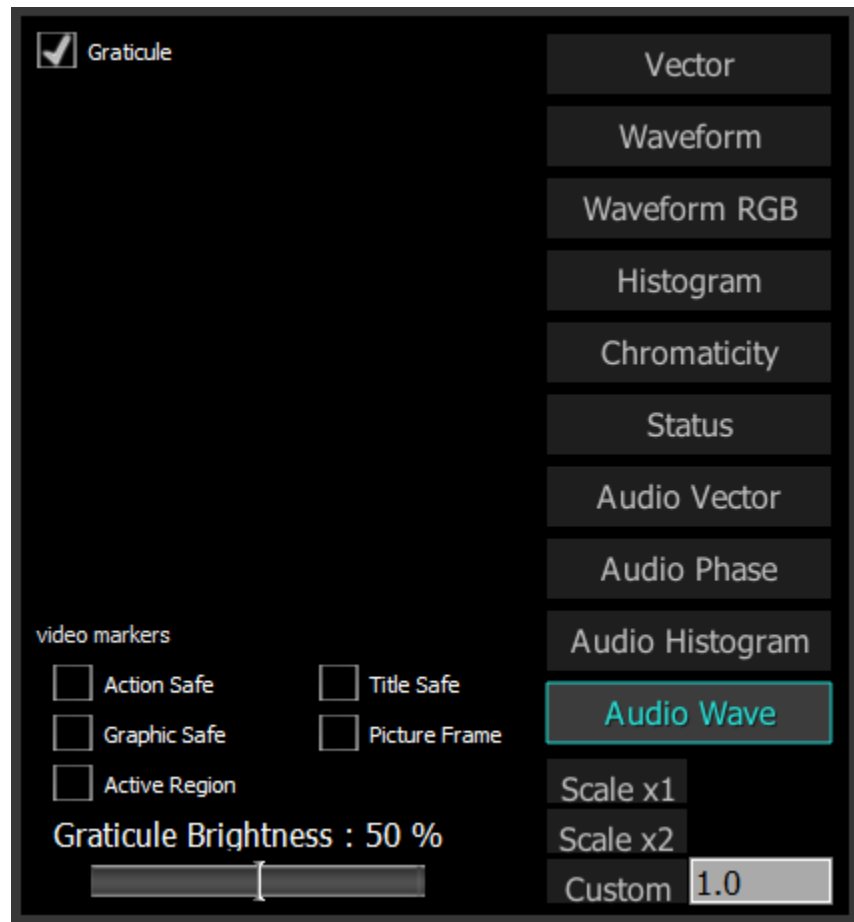 Graticule
Vector
Waveform
Waveform RGB
Histogram
Chromaticity
Status
Audio Vector
Audio Phase
Audio Histogram
Audio Wave
video markers
Action Safe
Title Safe
Graphic Safe
Picture Frame
Active Region
Graticule Brightness : 50 %
Scale x1
Scale x2
Custom 1.0